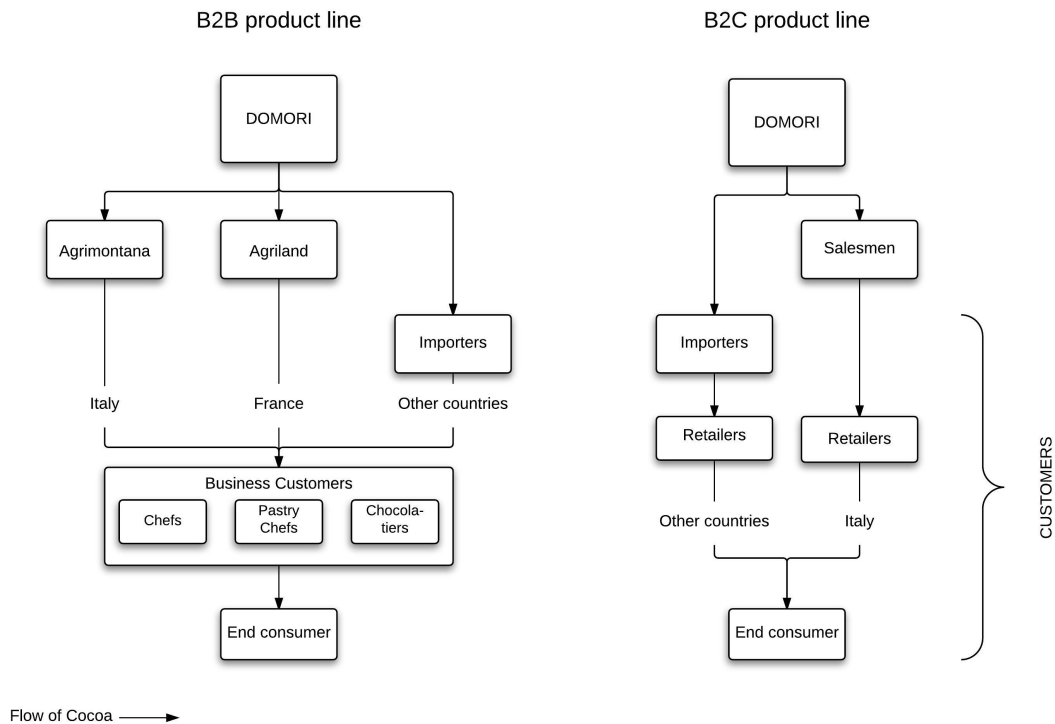 B2B product line
B2C product line
DOMORI
DOMORI
Agrimontana
Agriland
Salesmen
Importers
Importers
Italy
France
Other countries
Retailers
Retailers
Business Customers
Chefs
Pastry
Chefs
Chocola-
tiers
Other countries
Italy
CUSTOMERS
End consumer
End consumer
Flow of Cocoa